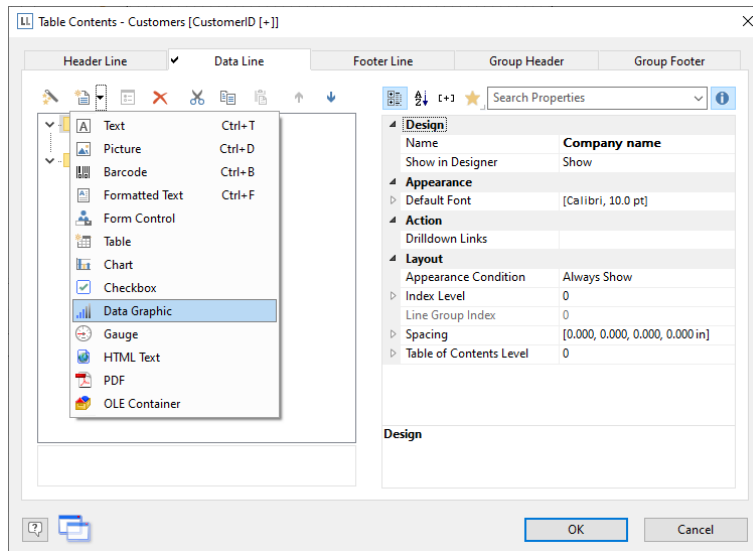 LL Table Contents - Customers [CustomerID [+]]
Header Line Data Line Footer Line Group Header Group Footer
Search Properties
Text Ctrl+T
Picture Ctrl+D
Barcode Ctrl+B
Formatted Text Ctrl+F
Form Control
Table
Chart
Checkbox
Data Graphic
Gauge
HTML Text
PDF
OLE Container
Design
Name Company name
Show in Designer Show
Appearance
Default Font [Calibri, 10.0 pt]
Action
Drilldown Links
Layout
Appearance Condition Always Show
Index Level 0
Line Group Index 0
Spacing [0.000, 0.000, 0.000, 0.000 in]
Table of Contents Level 0
Design
OK Cancel